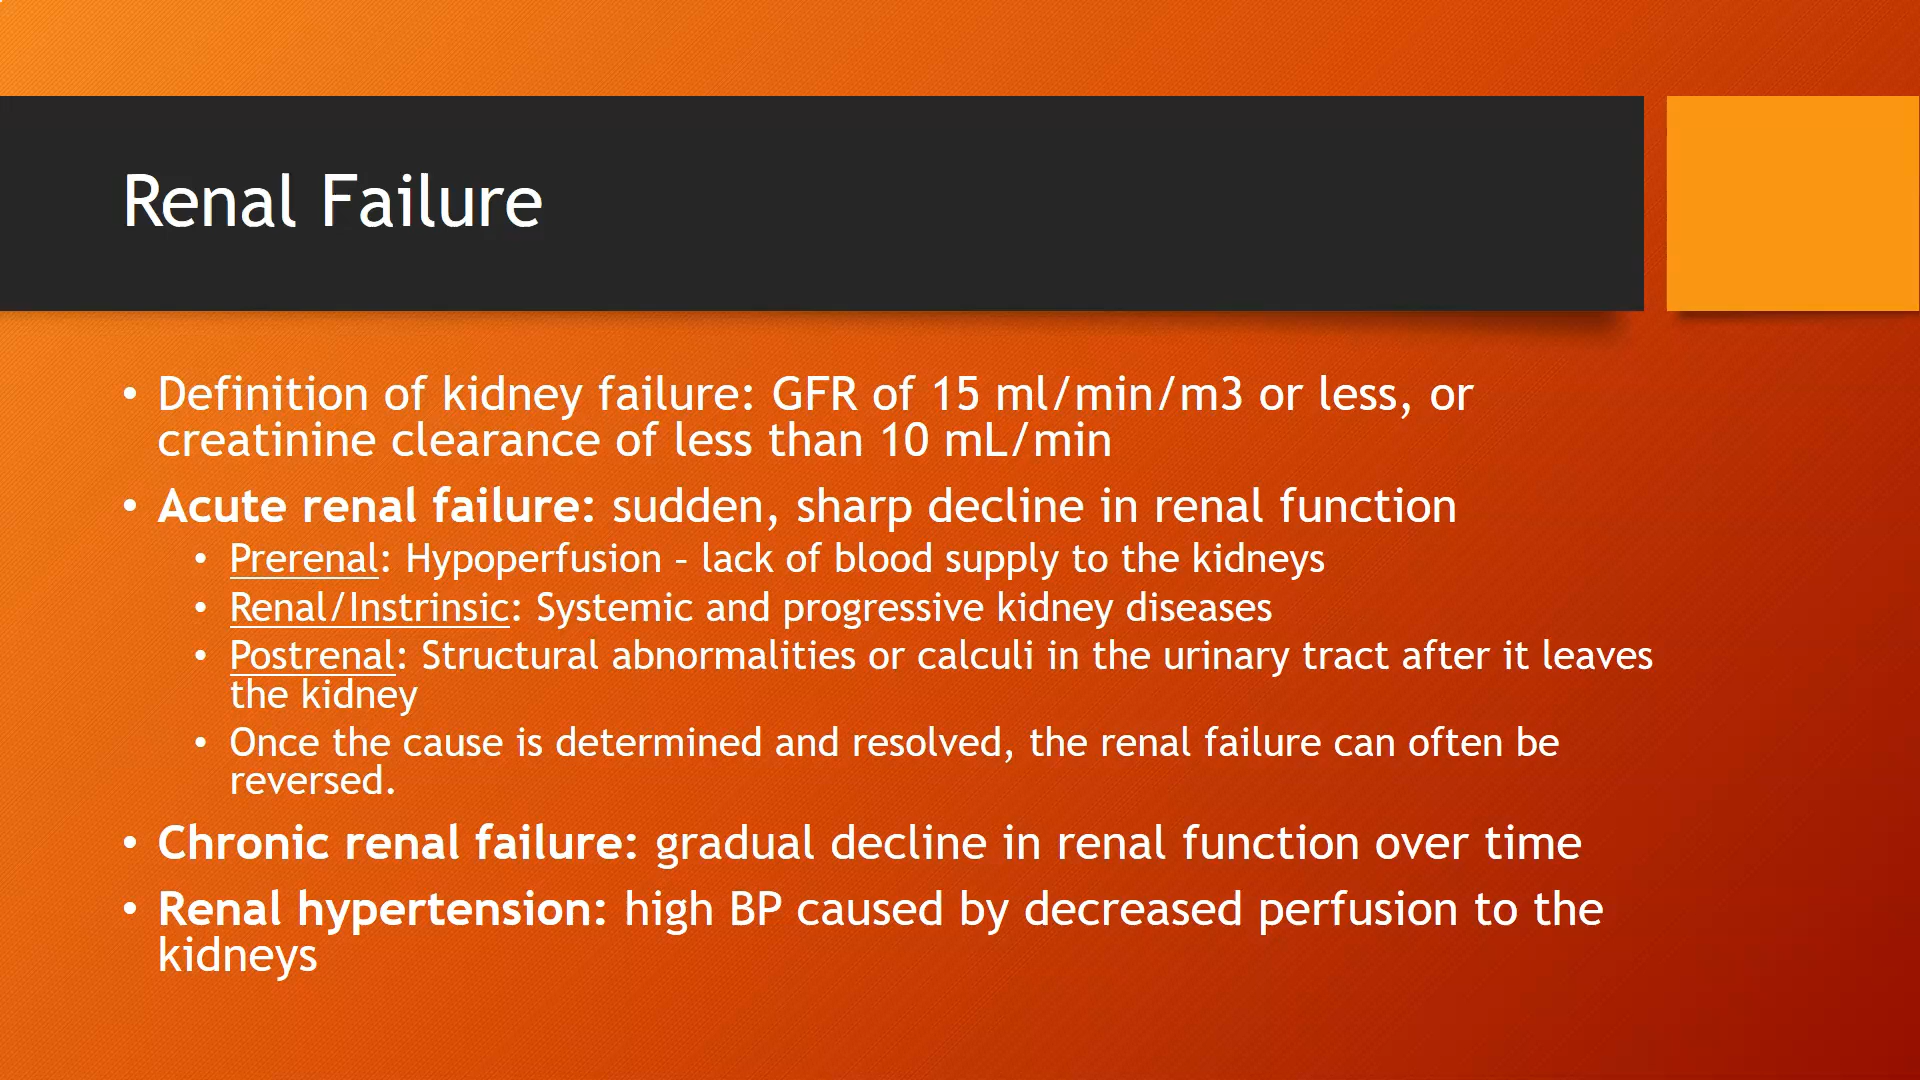 Renal Failure
• Definition of kidney failure: GFR of 15 ml/min/m3 or less, or
creatinine clearance of less than 10 mL/min
• Acute renal failure: sudden, sharp decline in renal function
• Prerenal: Hypoperfusion – lack of blood supply to the kidneys
• Renal/Instrinsic: Systemic and progressive kidney diseases
• Postrenal: Structural abnormalities or calculi in the urinary tract after it leaves
the kidney
• Once the cause is determined and resolved, the renal failure can often be
reversed.
• Chronic renal failure: gradual decline in renal function over time
• Renal hypertension: high BP caused by decreased perfusion to the
kidneys